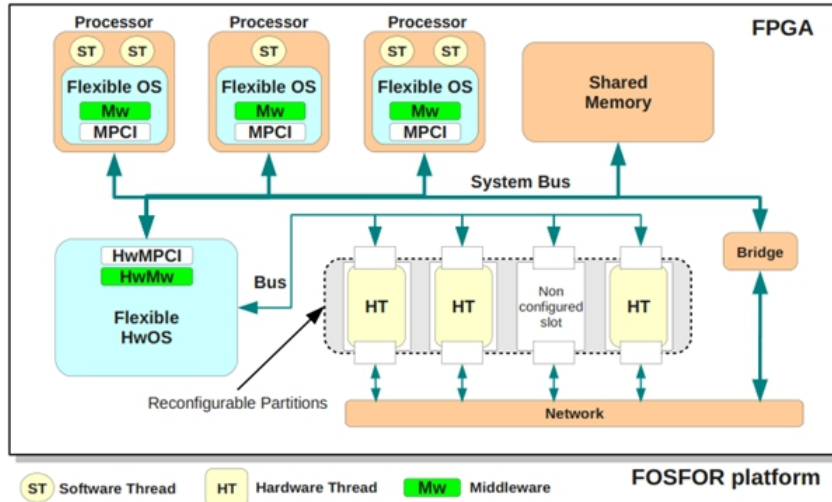 Processor
Processor
Processor
FPGA
ST
ST
ST
ST
ST
Flexible OS
Flexible OS
Flexible OS
Mw
Mw
Mw
MPCI
MPCI
MPCI
Shared
Memory
System Bus
HwMPCI
HwMw
Flexible
HwOS
Bus
Bridge
HT
HT
Non
configured
slot
HT
Reconfigurable Partitions
Network
FOSFOR platform
ST
Software Thread
HT
Hardware Thread
Mw
Middleware